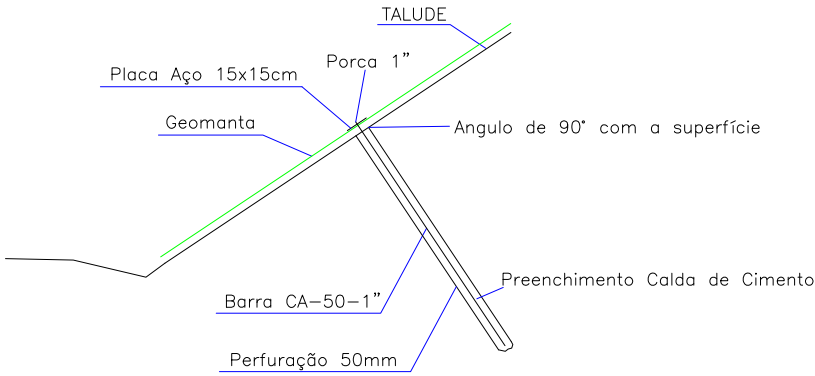 TALUDE
Porca 1"
Placa Aço 15x15cm
Geomanta
Angulo de 90° com a superfície
Preenchimento Calda de Cimento
Barra CA-50-1"
Perfuração 50mm